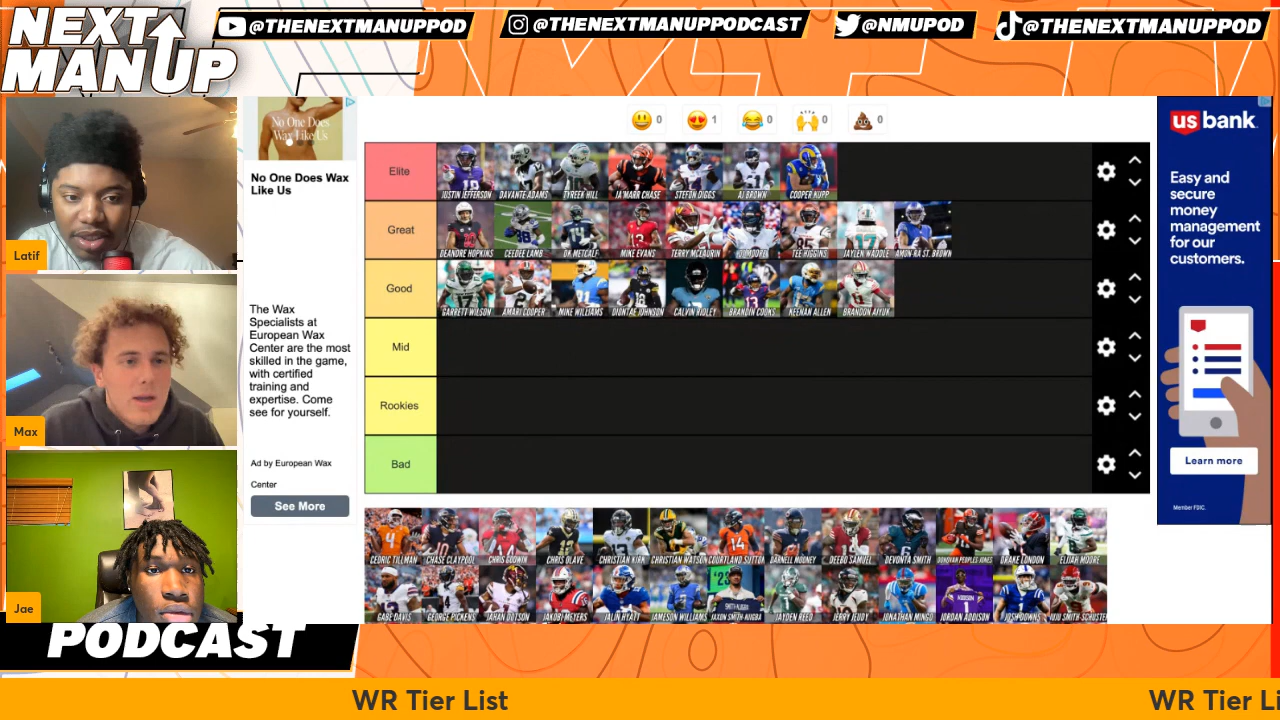 NEXT
MAN UP
@THENEXTMANUPPOD
@THENEXTMANUPPODCAST
@NMUPOD
@THENEXTMANUPPOD
Latif
Max
Jae
PODCAST
No One Does
Wax Like Us
No One Does Wax
Like Us
The Wax
Specialists at
European Wax
Center are the most
skilled in the game,
with certified
training and
expertise. Come
see for yourself.
Ad by European Wax
Center
See More
0
1
0
0
0
Elite
JUSTIN JEFFERSON
DAVANTE ADAMS
TYREEK HILL
JA'MARR CHASE
STEFON DIGGS
AJ BROWN
COOPER KUPP
Great
DEANDRE HOPKINS
CEEDEE LAMB
DK METCALF
MIKE EVANS
TERRY MCLAURIN
DJ MOORE
TEE HIGGINS
JAYLEN WADDLE
AMON-RA ST. BROWN
Good
GARRETT WILSON
AMARI COOPER
MIKE WILLIAMS
DIONTAE JOHNSON
CALVIN RIDLEY
BRANDIN COOKS
KEENAN ALLEN
BRANDON AIYUK
Mid
Rookies
Bad
CEDRIC TILLMAN
CHASE CLAYPOOL
CHRIS GODWIN
CHRIS OLAVE
CHRISTIAN KIRK
CHRISTIAN WATSON
COURTLAND SUTTON
DARNELL MOONEY
DEEBO SAMUEL
DEVONTA SMITH
DONOVAN PEOPLES-JONES
DRAKE LONDON
ELIJAH MOORE
GABE DAVIS
GEORGE PICKENS
JAHAN DOTSON
JAKOBI MEYERS
JALIN HYATT
JAMESON WILLIAMS
JAXON SMITH-NJIGBA
JAYDEN REED
JERRY JEUDY
JONATHAN MINGO
JORDAN ADDISON
JOSH DOWNS
JUJU SMITH-SCHUSTER
us bank
Easy and
secure
money
management
for our
customers.
Learn more
Member FDIC.
WR Tier List
WR Tier Li